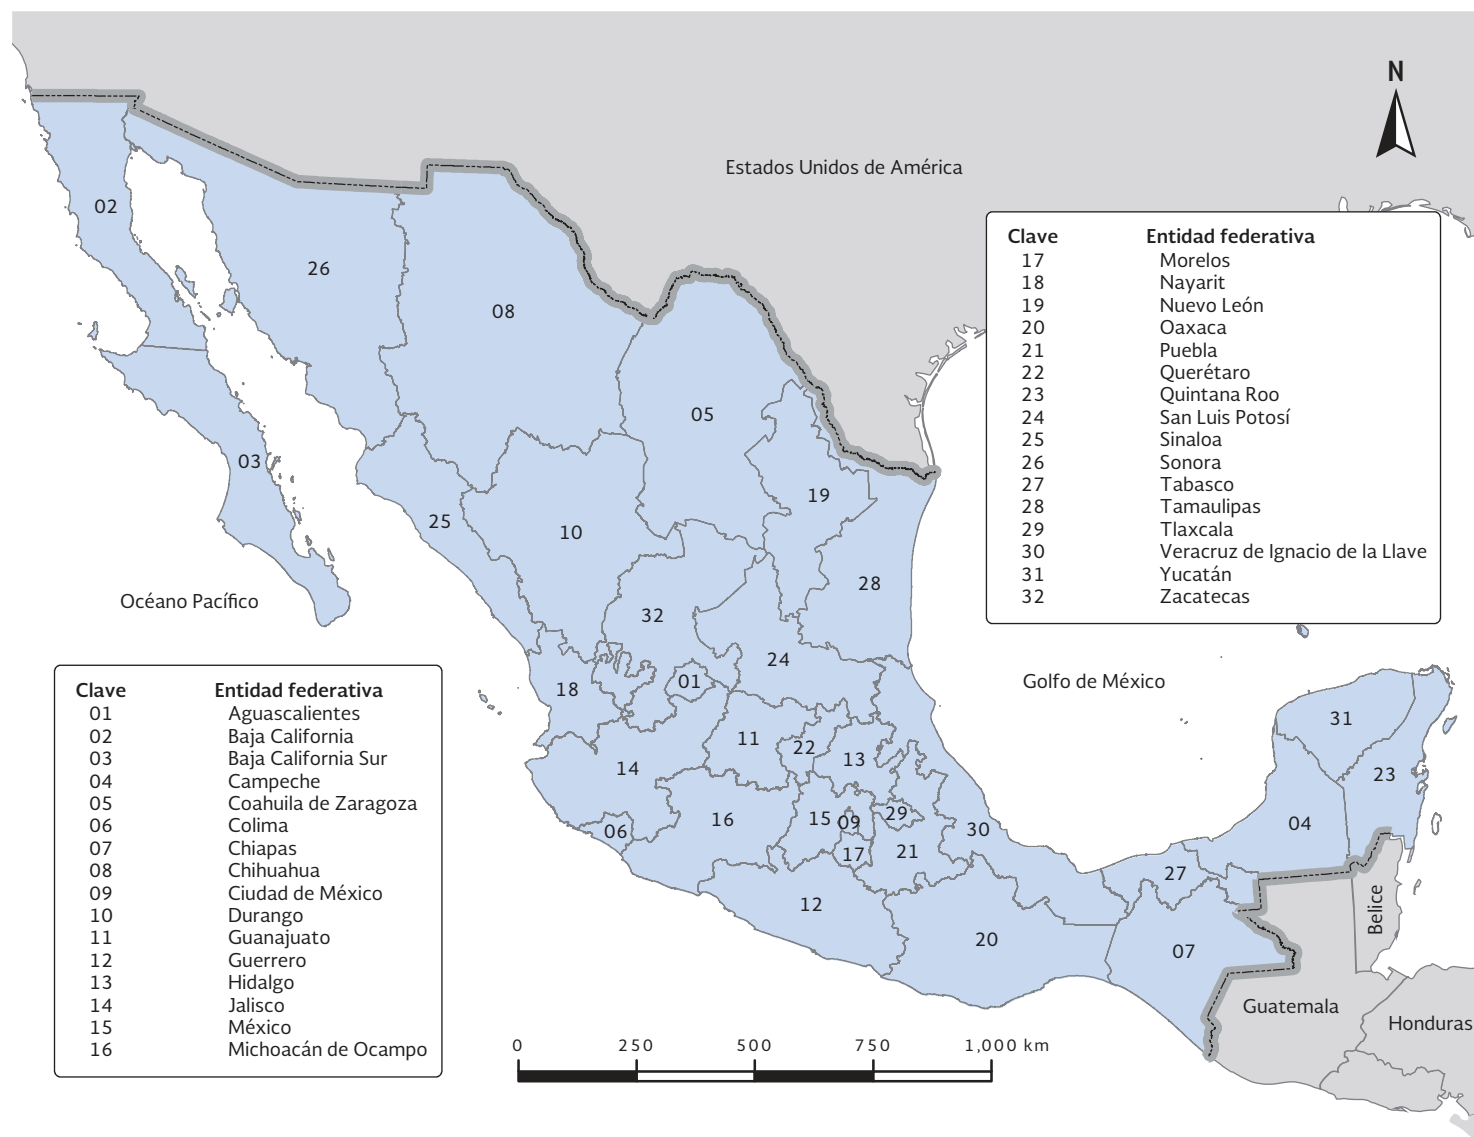 N
Estados Unidos de América
02
26
08
05
03
19
25
10
28
32
24
01
18
11
22
13
14
16
15
09
29
06
30
17
21
12
20
27
07
31
23
04
Océano Pacífico
Golfo de México
Belice
Guatemala
Honduras
Clave Entidad federativa
17 Morelos
18 Nayarit
19 Nuevo León
20 Oaxaca
21 Puebla
22 Querétaro
23 Quintana Roo
24 San Luis Potosí
25 Sinaloa
26 Sonora
27 Tabasco
28 Tamaulipas
29 Tlaxcala
30 Veracruz de Ignacio de la Llave
31 Yucatán
32 Zacatecas
Clave Entidad federativa
01 Aguascalientes
02 Baja California
03 Baja California Sur
04 Campeche
05 Coahuila de Zaragoza
06 Colima
07 Chiapas
08 Chihuahua
09 Ciudad de México
10 Durango
11 Guanajuato
12 Guerrero
13 Hidalgo
14 Jalisco
15 México
16 Michoacán de Ocampo
0 250 500 750 1,000 km